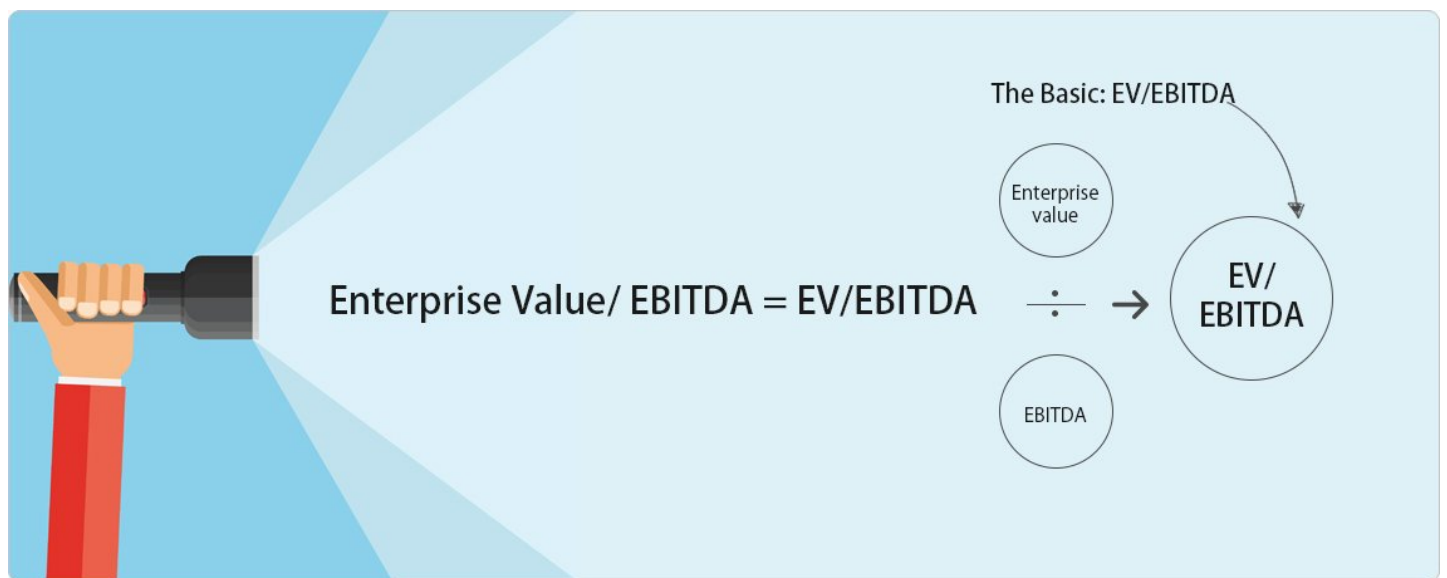 The Basic: EV/EBITDA
Enterprise
value
Enterprise Value/ EBITDA = EV/EBITDA
÷
EV/
EBITDA
EBITDA